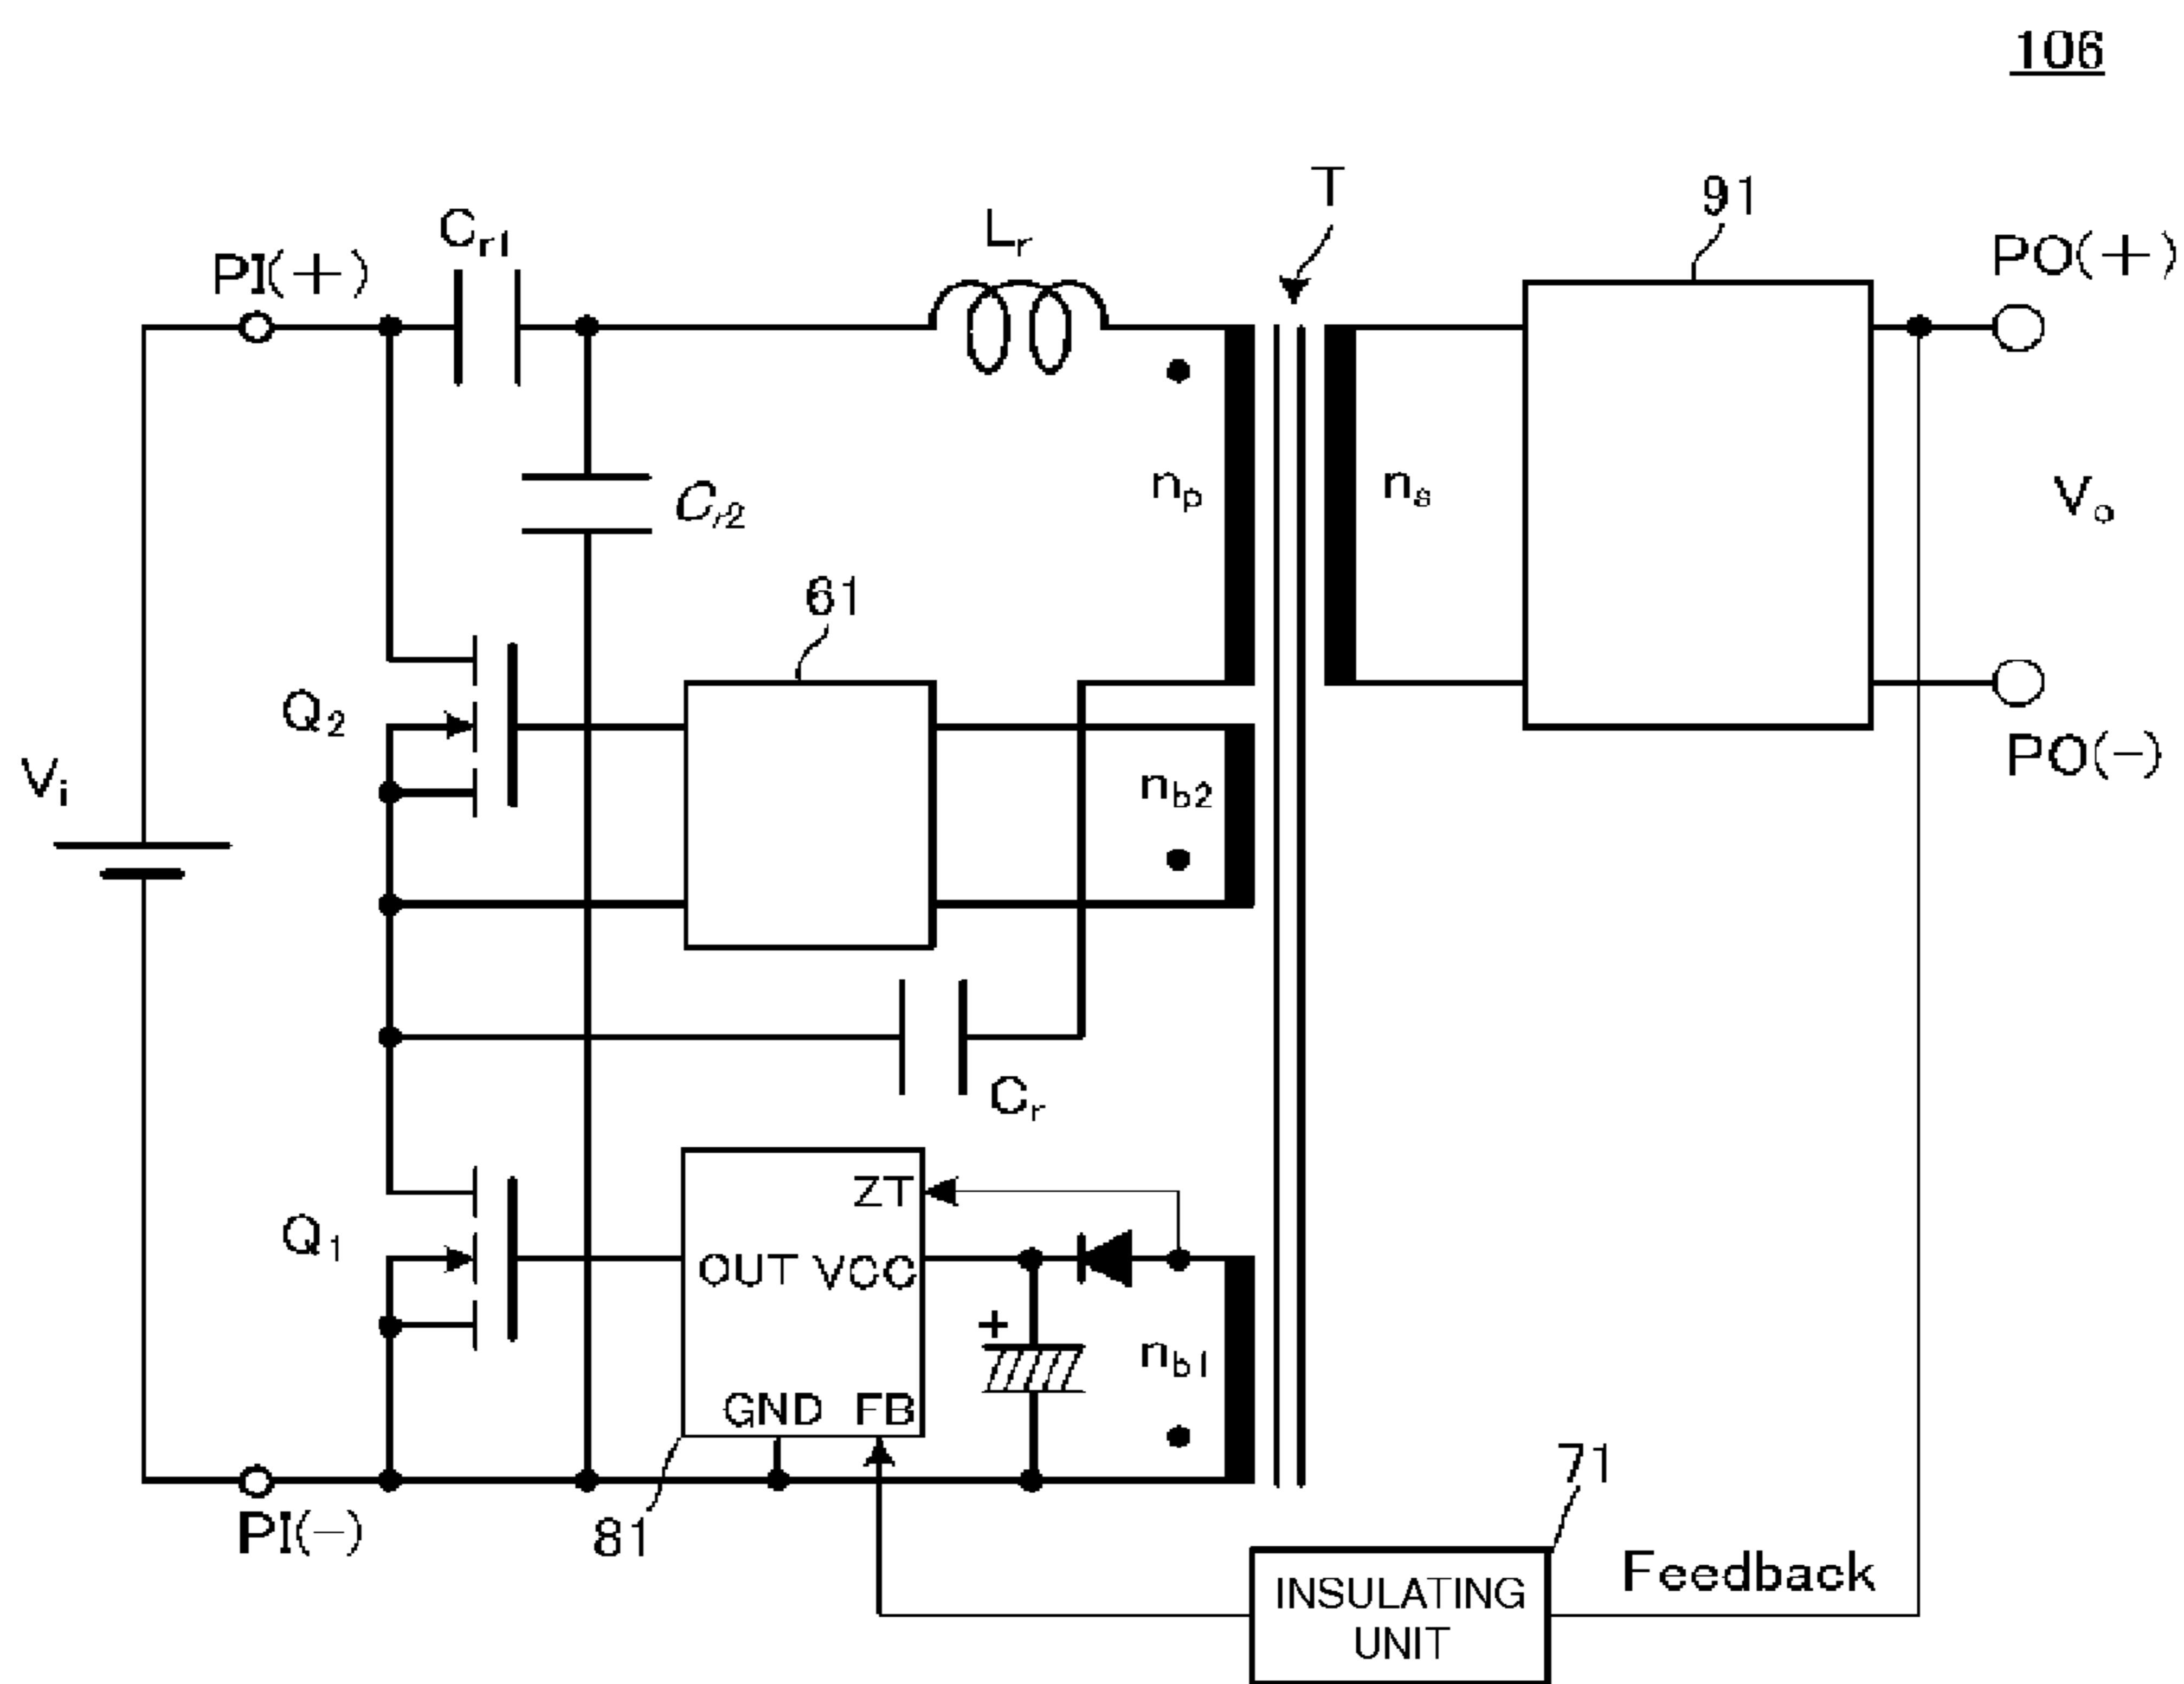 106
T
91
Cr1
Lr
PI(+)
PO(+)
np
ns
Cr2
Vo
61
Q2
nb2
PO(-)
Vi
Cr
ZT
Q1
OUT VCC
+
nb1
GND FB
71
PI(-)
81
Feedback
INSULATING
UNIT